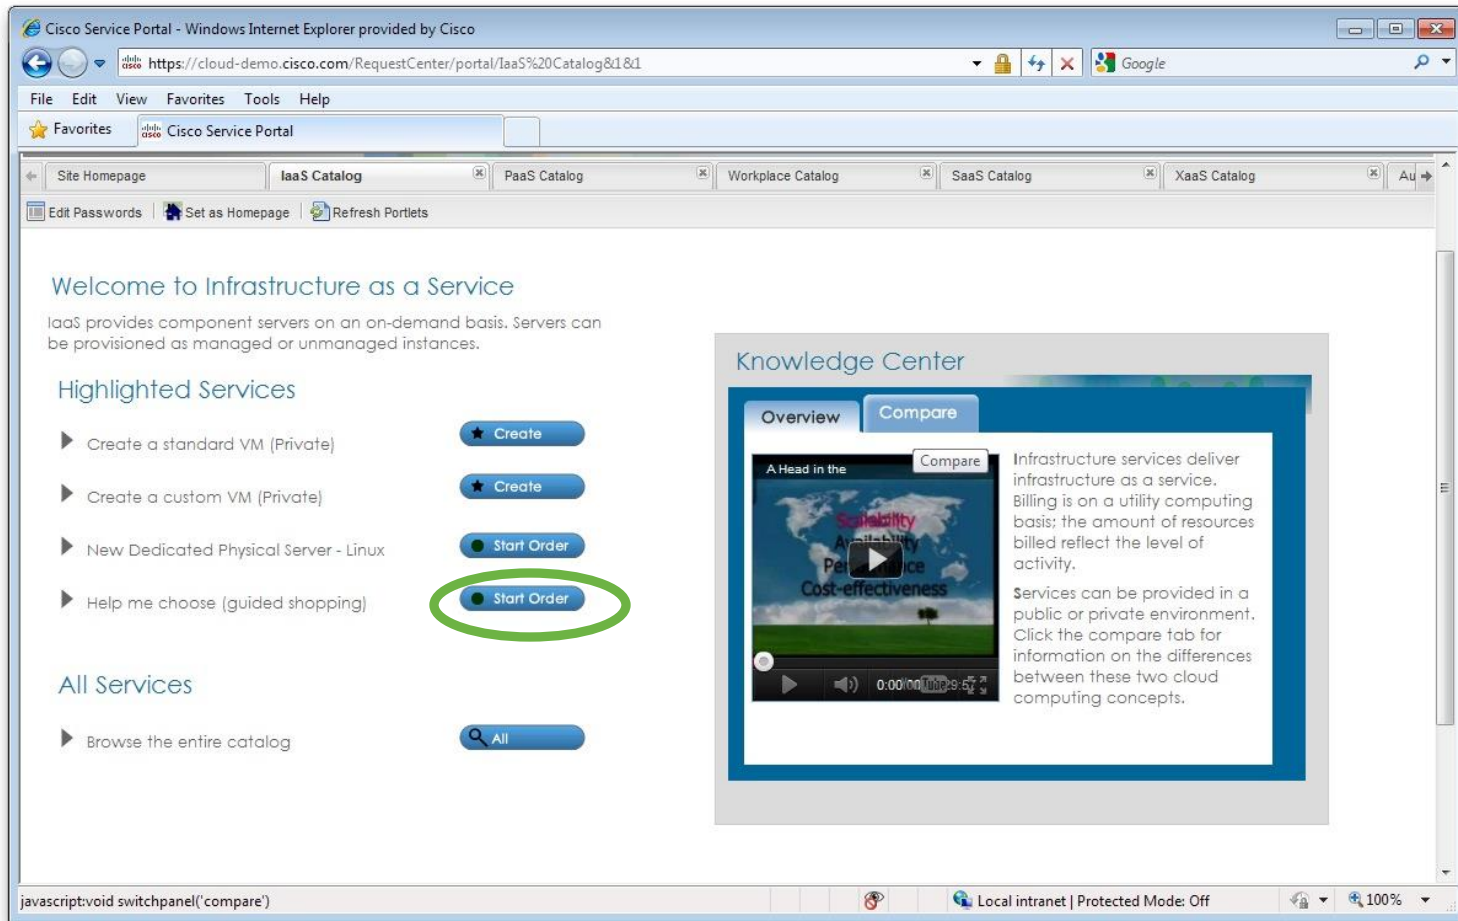 Cisco Service Portal - Windows Internet Explorer provided by Cisco
https://cloud-demo.cisco.com/RequestCenter/portal/IaaS%20Catalog&1&1
Google
File Edit View Favorites Tools Help
Favorites
Cisco Service Portal
Site Homepage
IaaS Catalog
PaaS Catalog
Workplace Catalog
SaaS Catalog
XaaS Catalog
Au
Edit Passwords
Set as Homepage
Refresh Portlets
Welcome to Infrastructure as a Service
IaaS provides component servers on an on-demand basis. Servers can
be provisioned as managed or unmanaged instances.
Highlighted Services
Create a standard VM (Private)
Create
Create a custom VM (Private)
Create
New Dedicated Physical Server - Linux
Start Order
Help me choose (guided shopping)
Start Order
All Services
Browse the entire catalog
All
Knowledge Center
Overview
Compare
Compare
A Head in the
Scalability
Availability
Performance
Cost-effectiveness
0:00
Infrastructure services deliver
infrastructure as a service.
Billing is on a utility computing
basis; the amount of resources
billed reflect the level of
activity.
Services can be provided in a
public or private environment.
Click the compare tab for
information on the differences
between these two cloud
computing concepts.
javascript:void switchpanel('compare')
Local intranet | Protected Mode: Off
100%